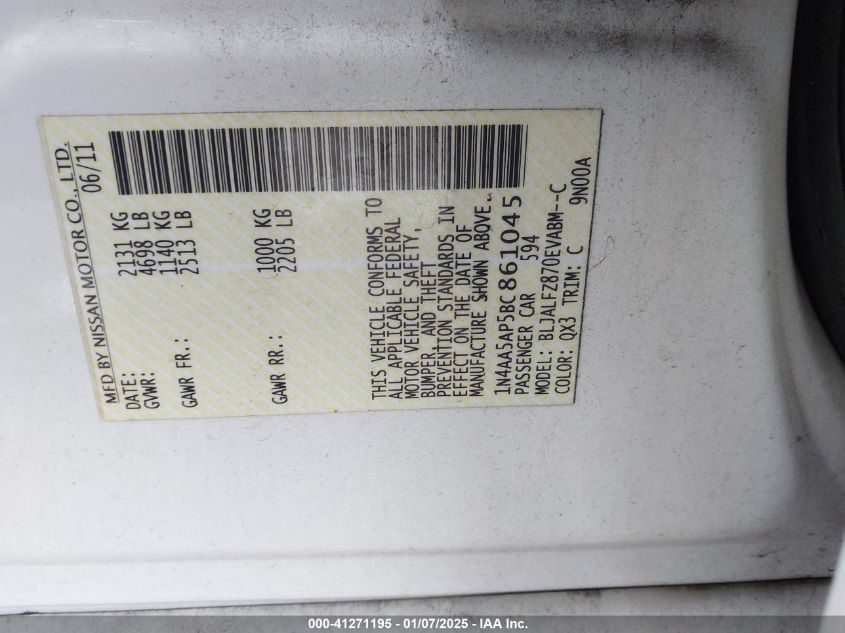 MFD BY NISSAN MOTOR CO., LTD.
DATE: 06/11
GVWR: 2131 KG
4698 LB
GAWR FR.: 1140 KG
2513 LB
GAWR RR.: 1000 KG
2205 LB
THIS VEHICLE CONFORMS TO
ALL APPLICABLE FEDERAL
MOTOR VEHICLE SAFETY,
BUMPER, AND THEFT
PREVENTION STANDARDS IN
EFFECT ON THE DATE OF
MANUFACTURE SHOWN ABOVE.
1N4AA5AP5BC861045
PASSENGER CAR 594
MODEL: BLJALFZ870EVABM--C
COLOR: QX3 TRIM: C 9N00A
000-41271195 - 01/07/2025 - IAA Inc.